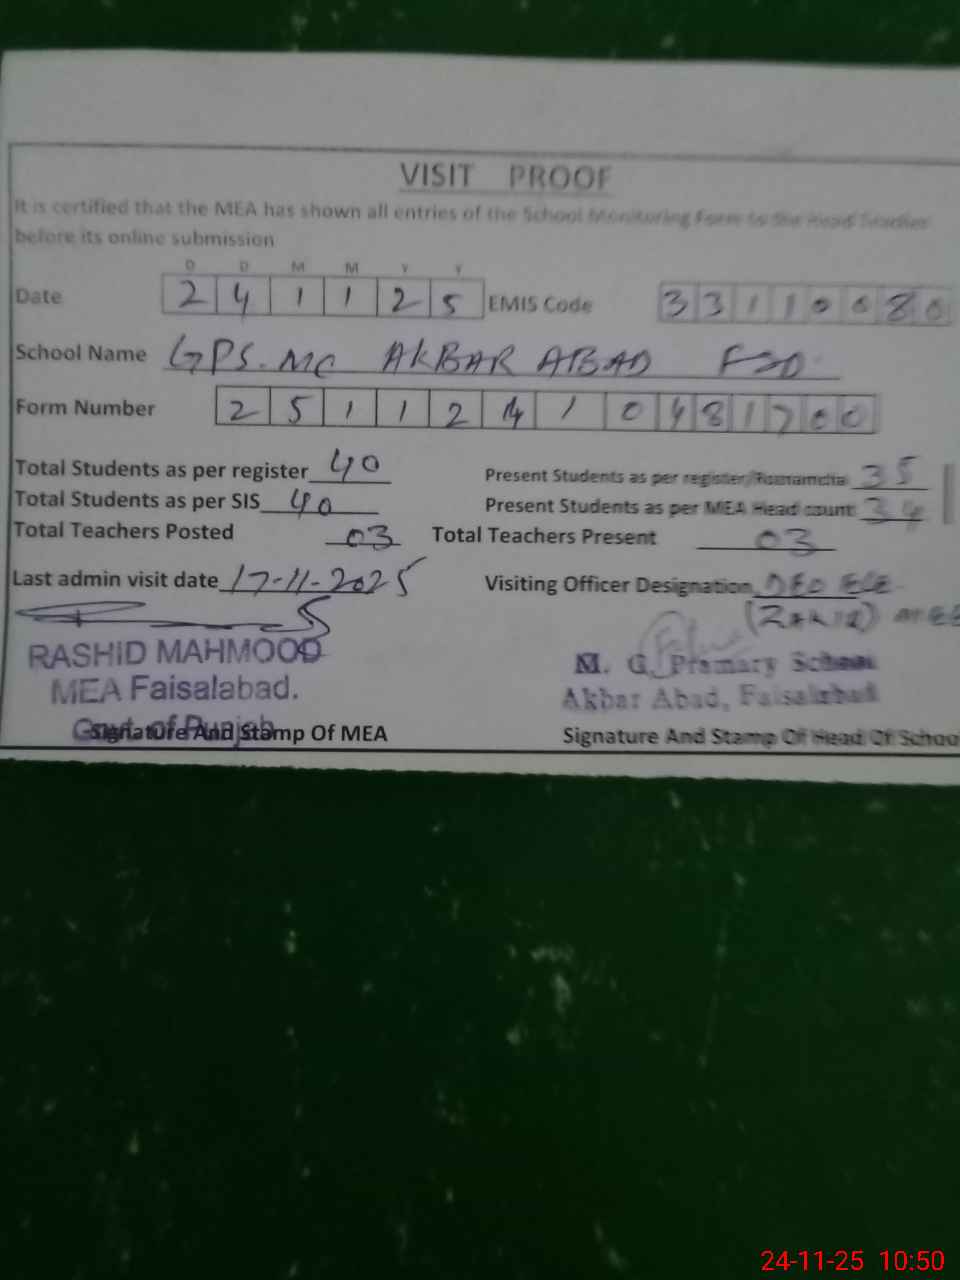 VISIT PROOF
It is certified that the MEA has shown all entries of the School Monitoring Form to the Head Teacher
before its online submission
D D M M Y Y
Date 2 4 1 1 2 5 EMIS Code 3 3 1 1 0 0 8 0
School Name GPS. MC AKBAR ABAD FSD
Form Number 2 5 1 1 2 4 1 0 4 8 1 7 0 0
Total Students as per register 40 Present Students as per register/Roznamcha 35
Total Students as per SIS 40 Present Students as per MEA Head count 34
Total Teachers Posted 03 Total Teachers Present 03
Last admin visit date 17-11-2025 Visiting Officer Designation DEO
RASHID MAHMOOD
MEA Faisalabad.
Govt. of Punjab
M. C. Primary School
Akbar Abad, Faisalabad
Signature And Stamp Of MEA Signature And Stamp Of Head Of Schoo
24-11-25 10:50